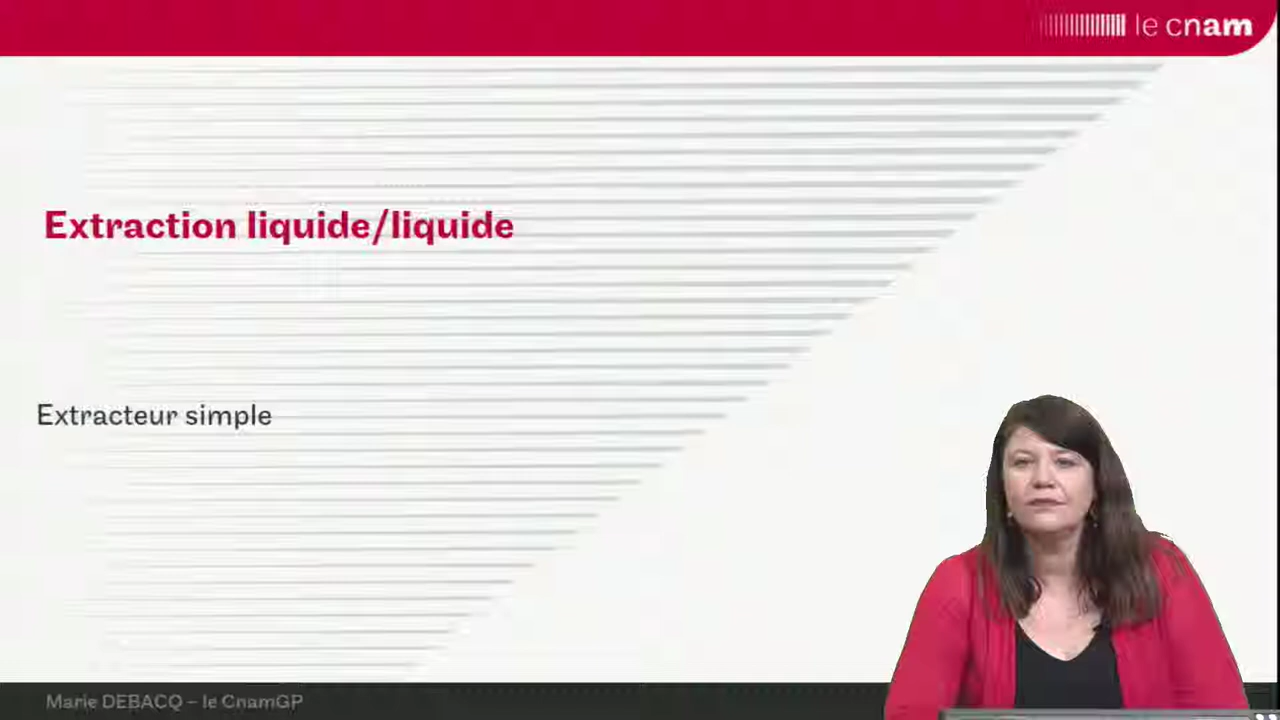 le cnam
Extraction liquide/liquide
Extracteur simple
Marie DEBACQ – le CnamGP